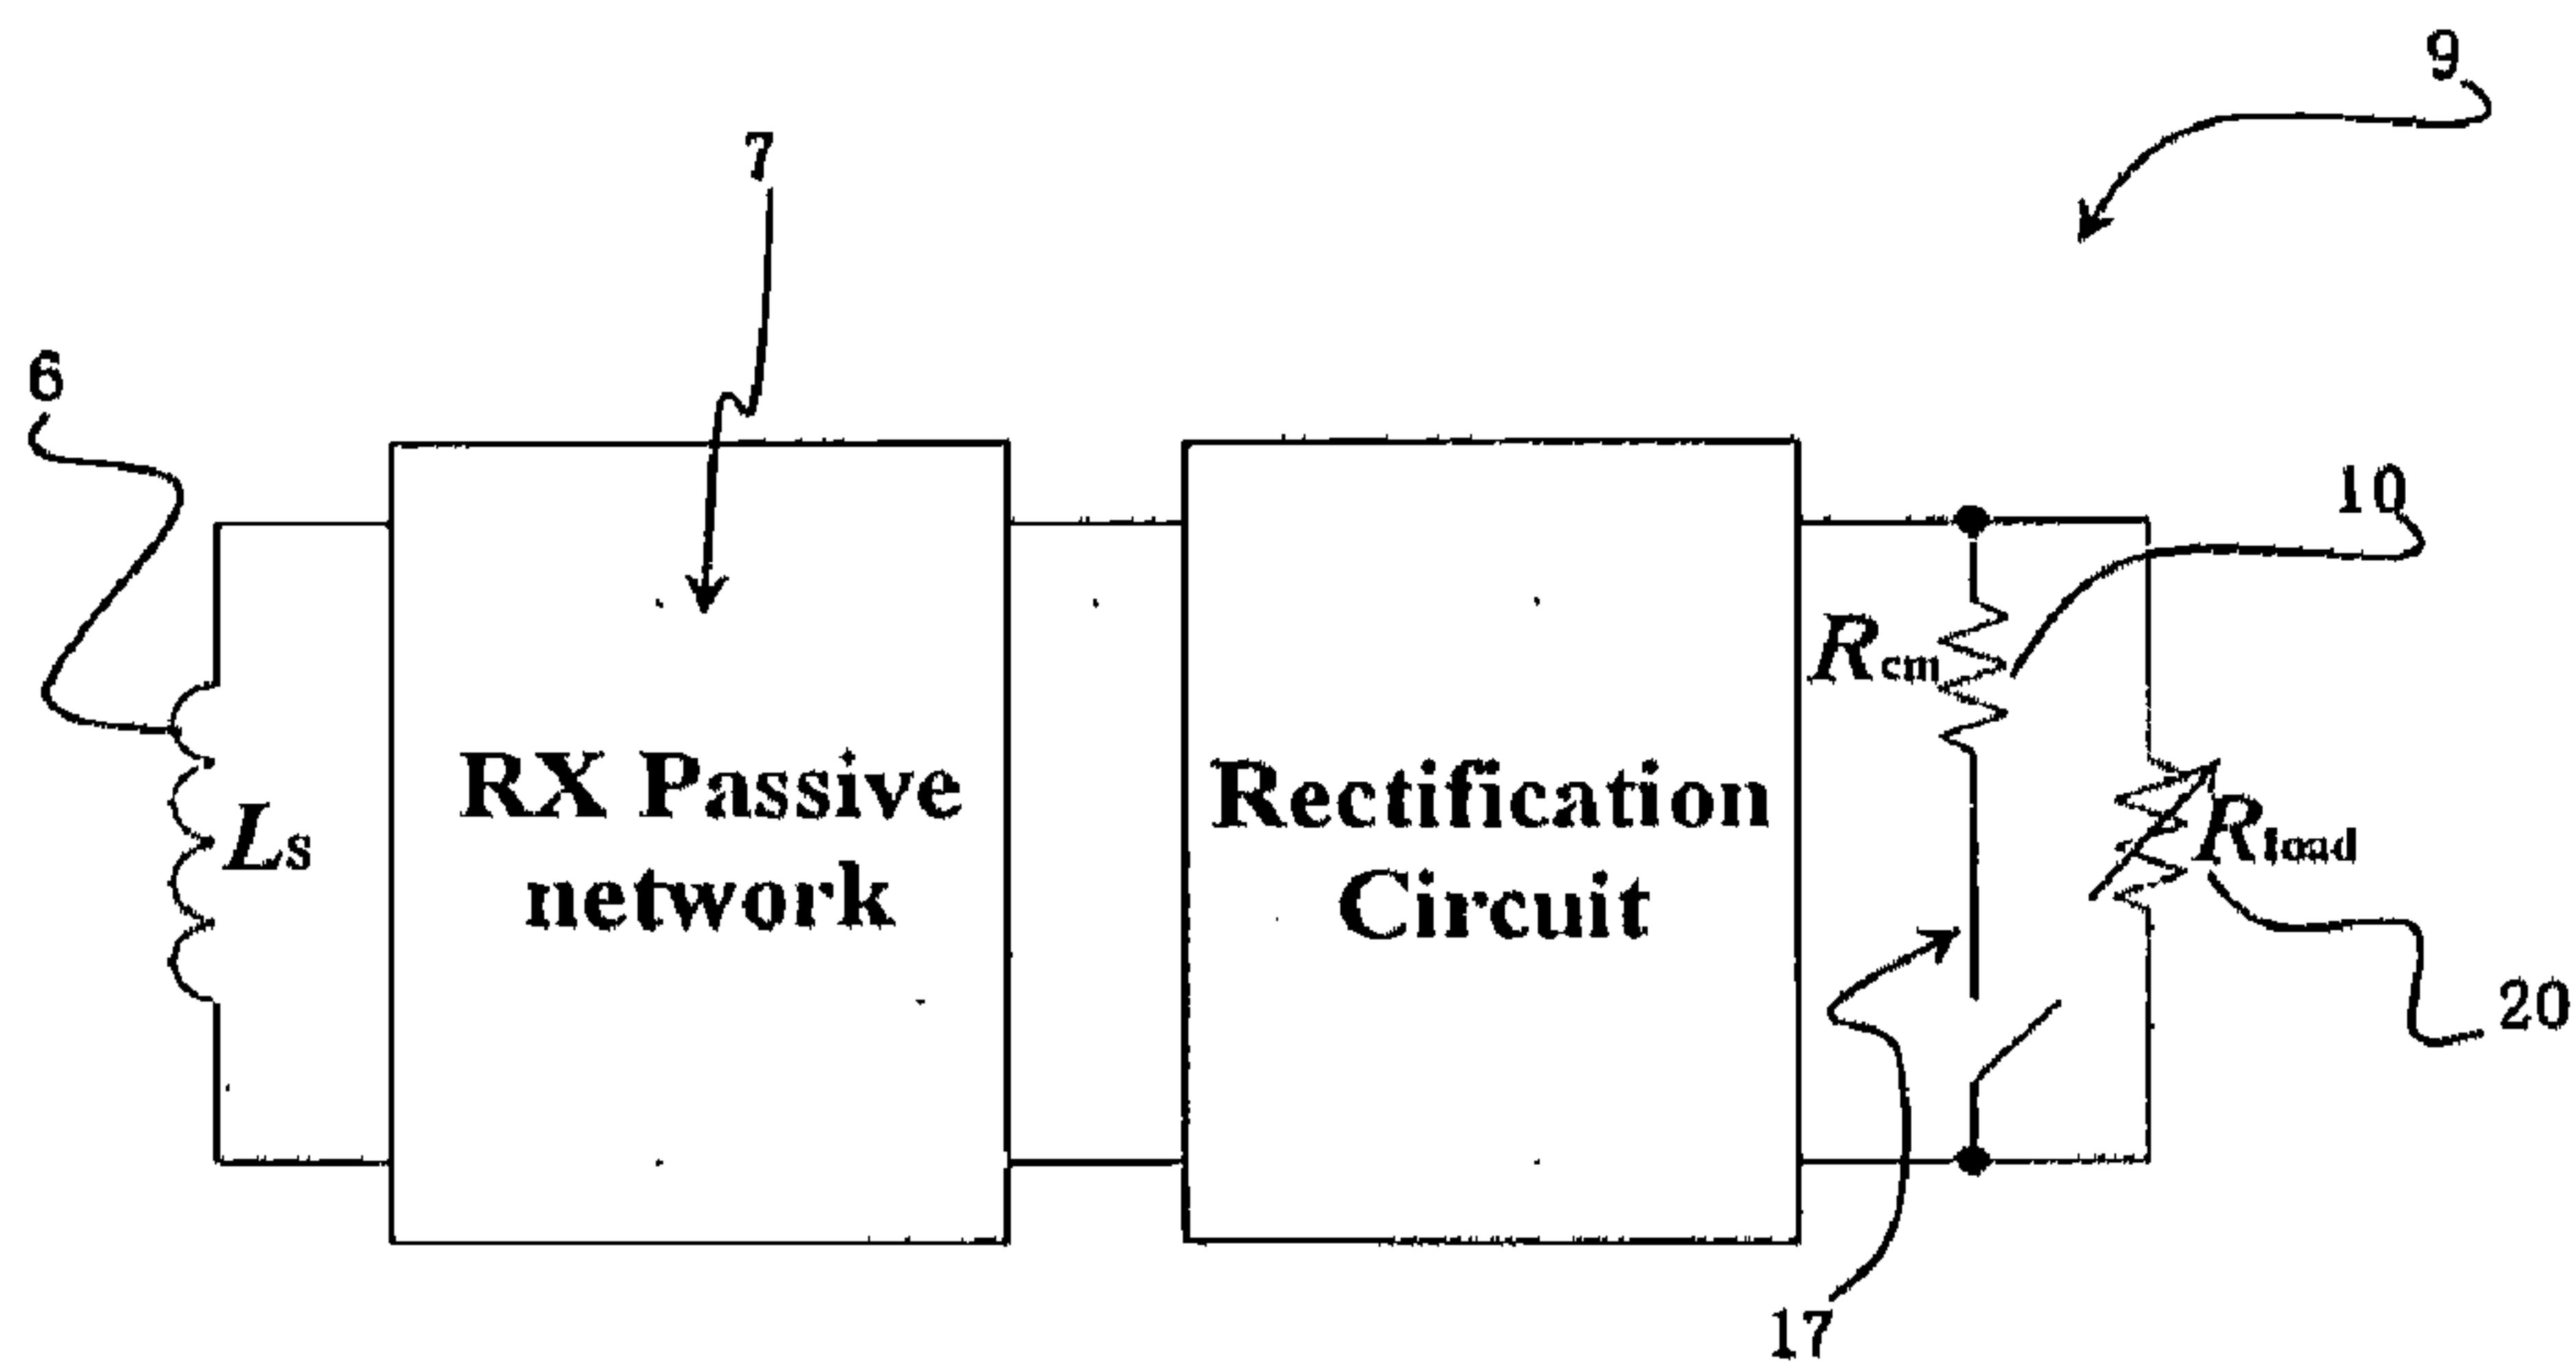 9
7
6
10
Rcm
RX Passive
network
Rectification
Circuit
Ls
Rload
20
17